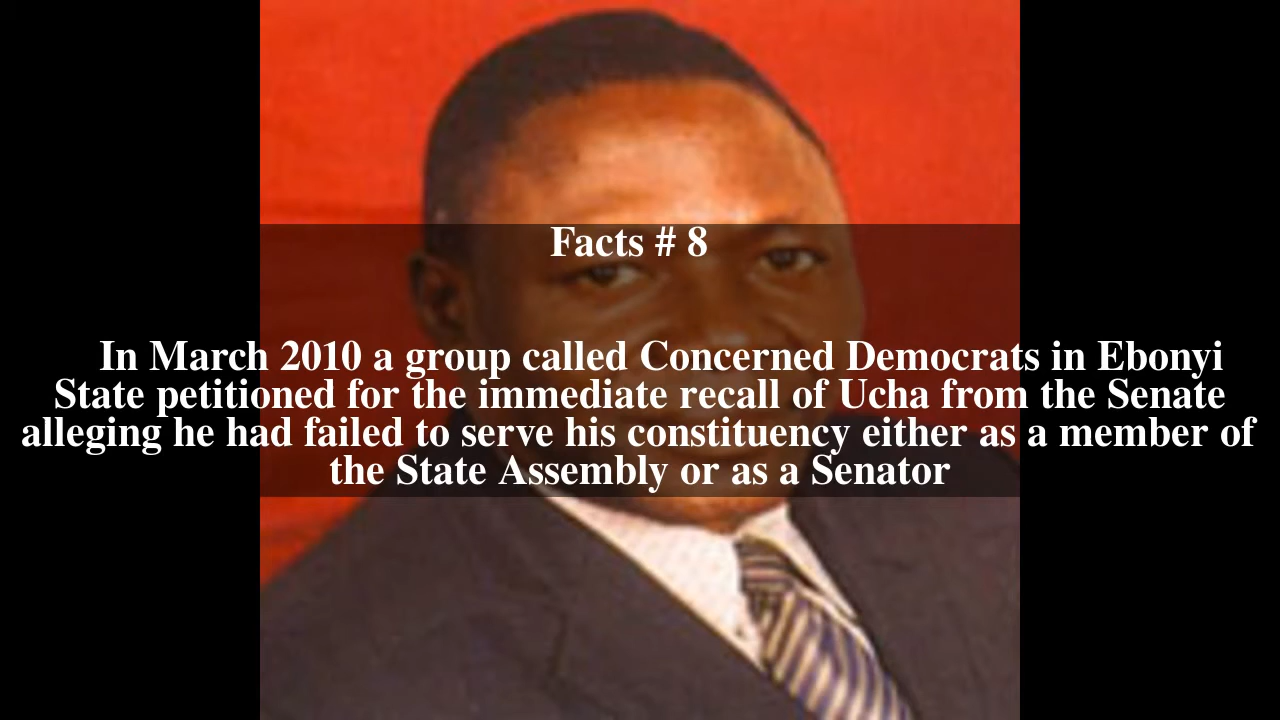 Facts # 8
In March 2010 a group called Concerned Democrats in Ebonyi
State petitioned for the immediate recall of Ucha from the Senate
alleging he had failed to serve his constituency either as a member of
the State Assembly or as a Senator